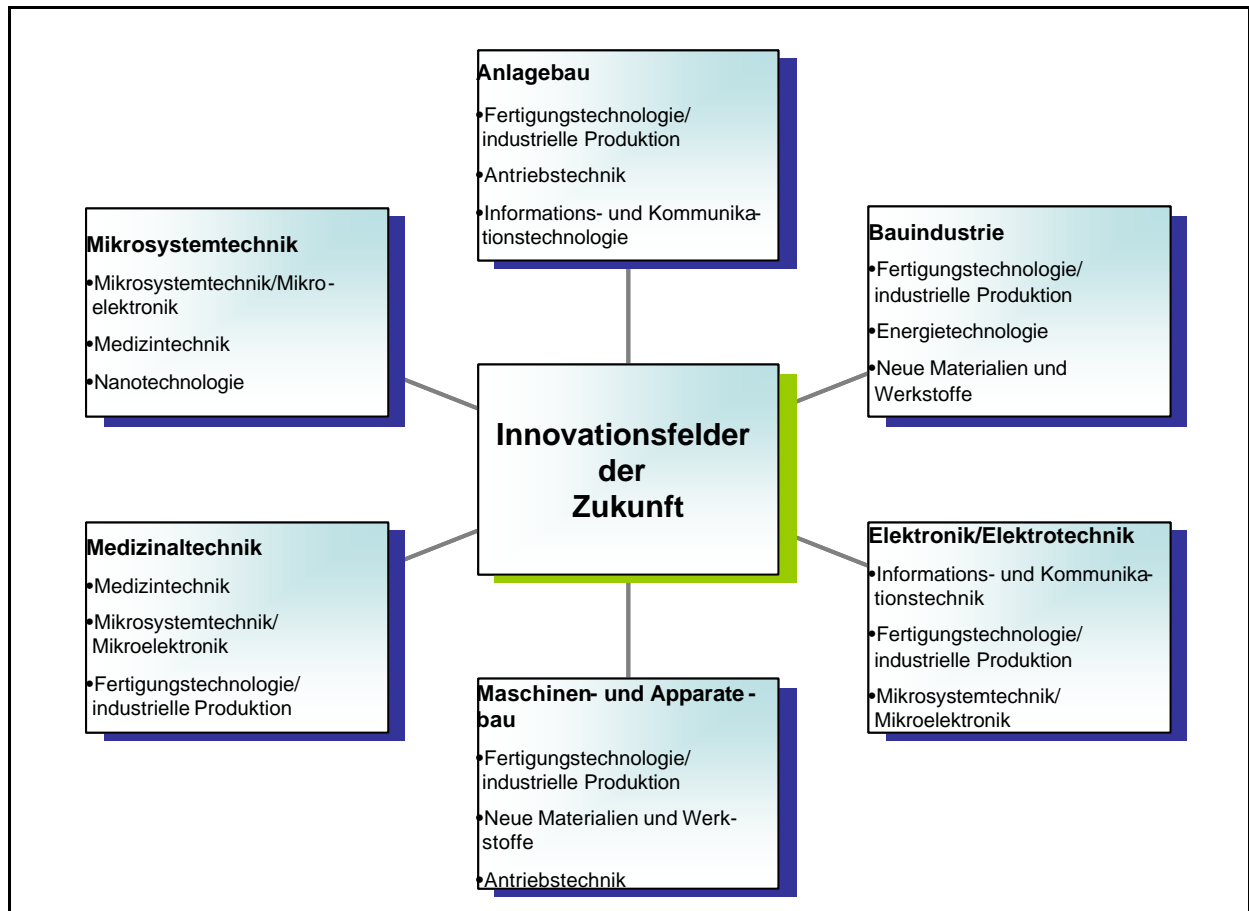 Anlagebau
•Fertigungstechnologie/
industrielle Produktion
•Antriebstechnik
•Informations- und Kommunika-
tionstechnologie
Mikrosystemtechnik
•Mikrosystemtechnik/Mikro-
elektronik
•Medizintechnik
•Nanotechnologie
Bauindustrie
•Fertigungstechnologie/
industrielle Produktion
•Energietechnologie
•Neue Materialien und
Werkstoffe
Innovationsfelder
der
Zukunft
Medizinaltechnik
•Medizintechnik
•Mikrosystemtechnik/
Mikroelektronik
•Fertigungstechnologie/
industrielle Produktion
Elektronik/Elektrotechnik
•Informations- und Kommunika-
tionstechnik
•Fertigungstechnologie/
industrielle Produktion
•Mikrosystemtechnik/
Mikroelektronik
Maschinen- und Apparate-
bau
•Fertigungstechnologie/
industrielle Produktion
•Neue Materialien und Werk-
stoffe
•Antriebstechnik